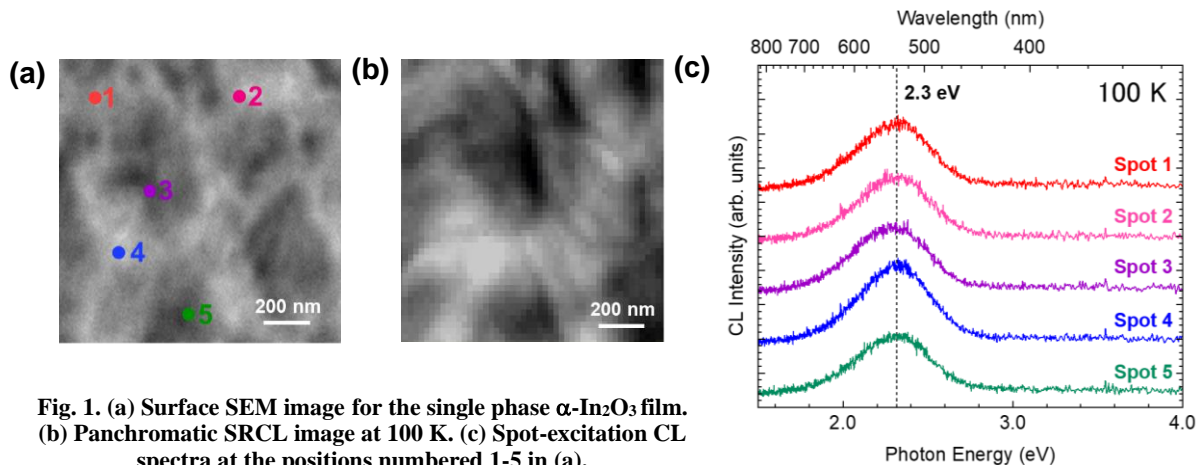 (a)
1
2
3
4
5
200 nm
(b)
200 nm
(c)
Wavelength (nm)
800 700 600 500 400
2.3 eV
100 K
Spot 1
Spot 2
Spot 3
Spot 4
Spot 5
CL Intensity (arb. units)
2.0 3.0 4.0
Photon Energy (eV)
Fig. 1. (a) Surface SEM image for the single phase α-In₂O₃ film.
(b) Panchromatic SRCL image at 100 K. (c) Spot-excitation CL
spectra at the positions numbered 1-5 in (a).